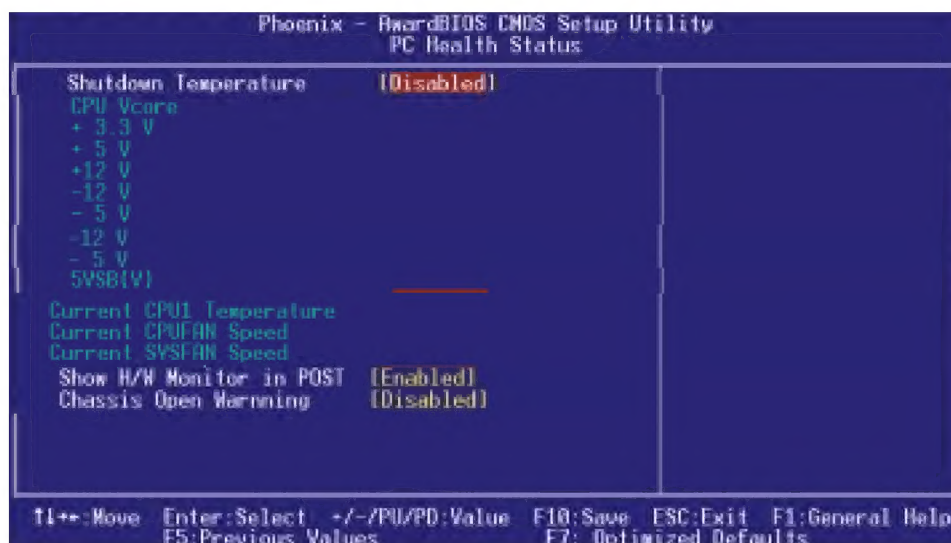 Phoenix - AwardBIOS CMOS Setup Utility
PC Health Status
Shutdown Temperature [Disabled]
CPU Vcore
+ 3.3 V
+ 5 V
+12 V
-12 V
- 5 V
-12 V
- 5 V
5VSB(V)
Current CPU1 Temperature
Current CPUFAN Speed
Current SYSFAN Speed
Show H/W Monitor in POST [Enabled]
Chassis Open Warnning [Disabled]
↑↓→←:Move Enter:Select +/-/PU/PD:Value F10:Save ESC:Exit F1:General Help
F5:Previous Values F7: Optimized Defaults